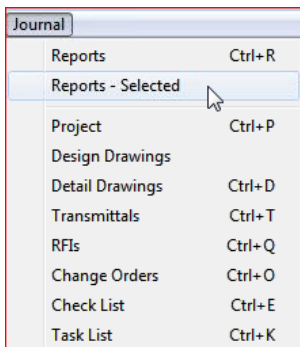 Journal
Reports Ctrl+R
Reports - Selected
Project Ctrl+P
Design Drawings
Detail Drawings Ctrl+D
Transmittals Ctrl+T
RFIs Ctrl+Q
Change Orders Ctrl+O
Check List Ctrl+E
Task List Ctrl+K